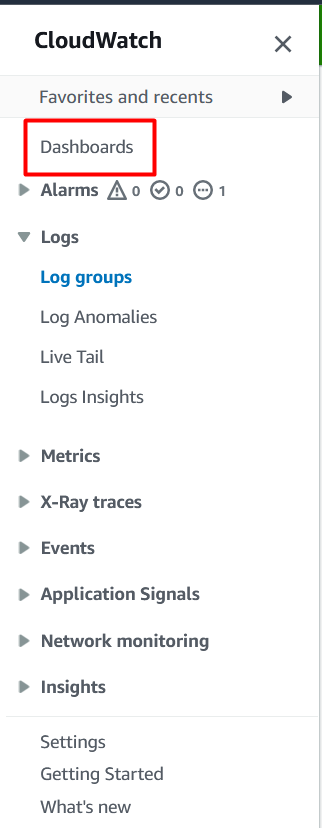 CloudWatch
Favorites and recents
Dashboards
Alarms 0 0 1
Logs
Log groups
Log Anomalies
Live Tail
Logs Insights
Metrics
X-Ray traces
Events
Application Signals
Network monitoring
Insights
Settings
Getting Started
What's new